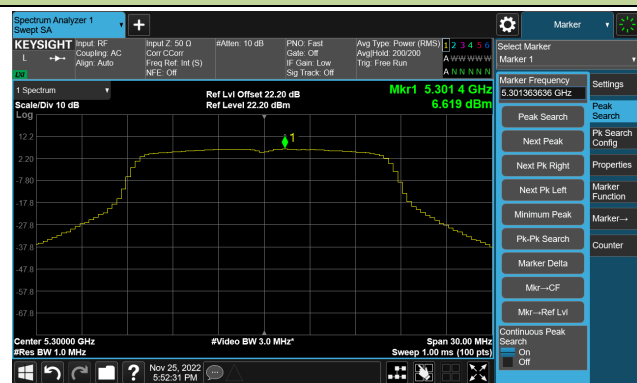 Spectrum Analyzer 1
Swept SA
Marker
KEYSIGHT
L
Input: RF
Coupling: AC
Align: Auto
Input Z: 50 Ω
Corr CCorr
Freq Ref: Int (S)
NFE: Off
#Atten: 10 dB
PNO: Fast
Gate: Off
IF Gain: Low
Sig Track: Off
Avg Type: Power (RMS)
Avg|Hold: 200/200
Trig: Free Run
1 2 3 4 5 6
A W W W W W
A N N N N N
LXI
Select Marker
Marker 1
1 Spectrum
Scale/Div 10 dB
Log
Ref Lvl Offset 22.20 dB
Ref Level 22.20 dBm
Mkr1 5.301 4 GHz
6.619 dBm
12.2
2.20
-7.80
-17.8
-27.8
-37.8
-47.8
-57.8
-67.8
1
Center 5.30000 GHz
#Res BW 1.0 MHz
#Video BW 3.0 MHz*
Span 30.00 MHz
Sweep 1.00 ms (100 pts)
Marker Frequency
5.301363636 GHz
Peak Search
Next Peak
Next Pk Right
Next Pk Left
Minimum Peak
Pk-Pk Search
Marker Delta
Mkr→CF
Mkr→Ref Lvl
Continuous Peak
Search
On
Off
Settings
Peak
Search
Pk Search
Config
Properties
Marker
Function
Marker→
Counter
?
Nov 25, 2022
5:52:31 PM